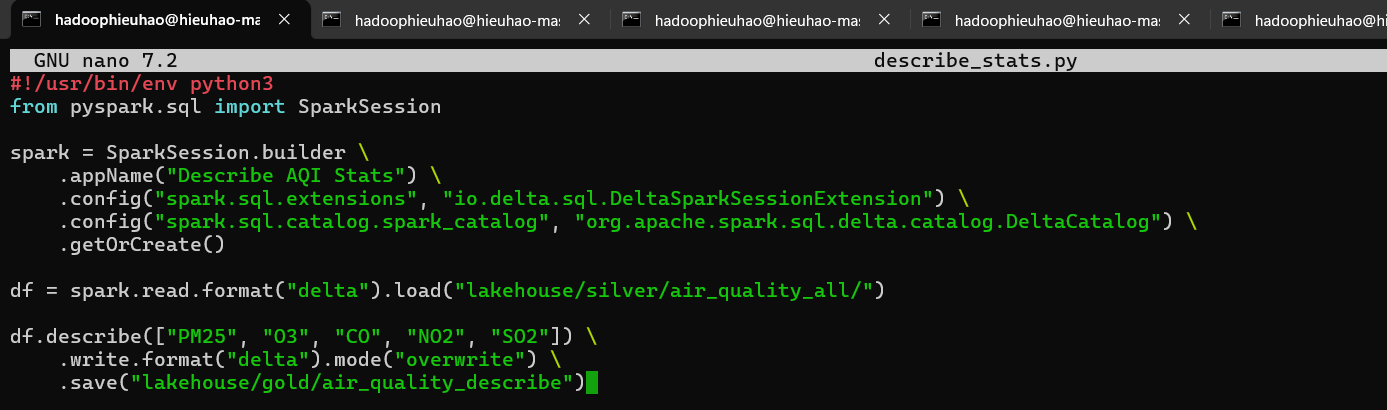 hadoophieuhao@hieuhao-ma: hadoophieuhao@hieuhao-mas hadoophieuhao@hieuhao-mas hadoophieuhao@hieuhao-mas hadoophieuhao@hi
GNU nano 7.2 describe_stats.py
#!/usr/bin/env python3
from pyspark.sql import SparkSession
spark = SparkSession.builder \
    .appName("Describe AQI Stats") \
    .config("spark.sql.extensions", "io.delta.sql.DeltaSparkSessionExtension") \
    .config("spark.sql.catalog.spark_catalog", "org.apache.spark.sql.delta.catalog.DeltaCatalog") \
    .getOrCreate()
df = spark.read.format("delta").load("lakehouse/silver/air_quality_all/")
df.describe(["PM25", "O3", "CO", "NO2", "SO2"]) \
    .write.format("delta").mode("overwrite") \
    .save("lakehouse/gold/air_quality_describe")